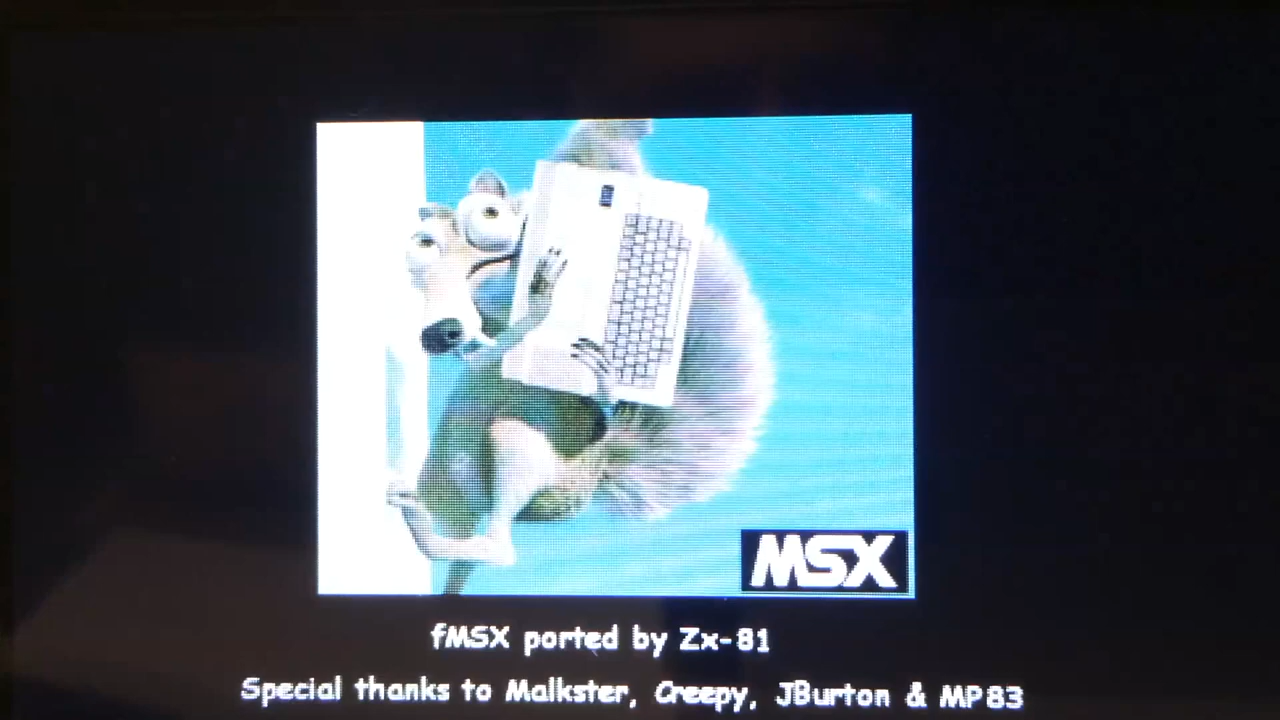 MSX
fMSX ported by Zx-81
Special thanks to Malkster, Creepy, JBurton & MP83